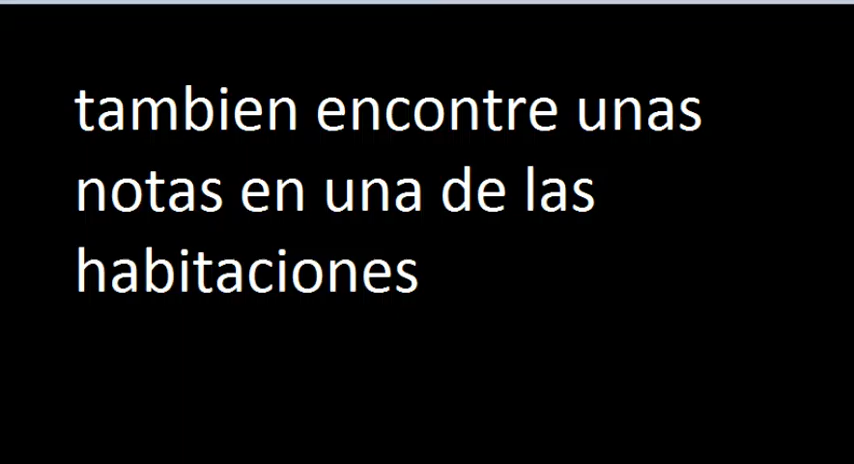 tambien encontre unas
notas en una de las
habitaciones